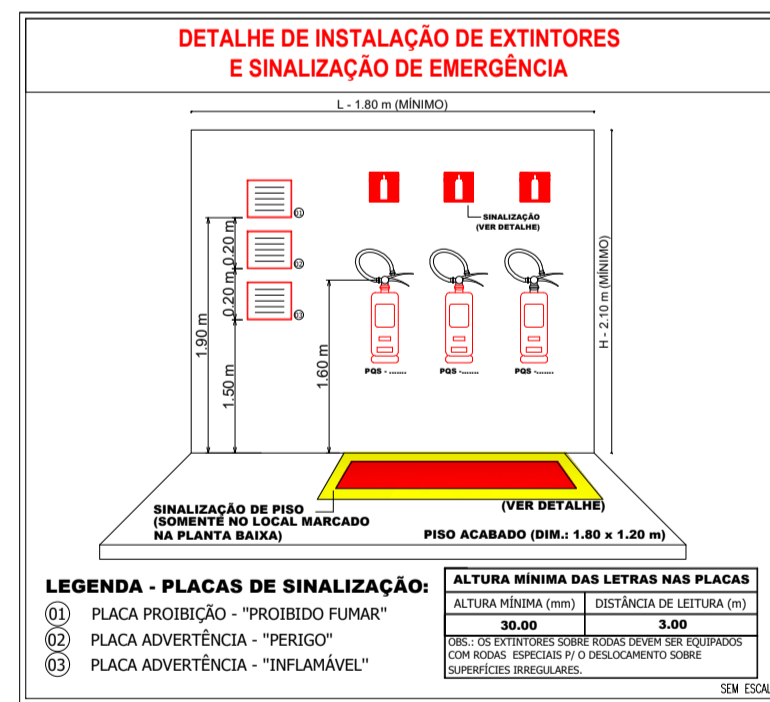 DETALHE DE INSTALAÇÃO DE EXTINTORES
E SINALIZAÇÃO DE EMERGÊNCIA
L - 1.80 m (MÍNIMO)
H - 2.10 m (MÍNIMO)
01
02
03
SINALIZAÇÃO
(VER DETALHE)
0.20 m
0.20 m
1.90 m
1.50 m
1.60 m
PQS - .......
PQS -.......
PQS -.......
SINALIZAÇÃO DE PISO
(SOMENTE NO LOCAL MARCADO
NA PLANTA BAIXA)
(VER DETALHE)
PISO ACABADO (DIM.: 1.80 x 1.20 m)
LEGENDA - PLACAS DE SINALIZAÇÃO:
01 PLACA PROIBIÇÃO - "PROIBIDO FUMAR"
02 PLACA ADVERTÊNCIA - "PERIGO"
03 PLACA ADVERTÊNCIA - "INFLAMÁVEL"
ALTURA MÍNIMA DAS LETRAS NAS PLACAS
ALTURA MÍNIMA (mm) DISTÂNCIA DE LEITURA (m)
30.00 3.00
OBS.: OS EXTINTORES SOBRE RODAS DEVEM SER EQUIPADOS
COM RODAS ESPECIAIS P/ O DESLOCAMENTO SOBRE
SUPERFÍCIES IRREGULARES.
SEM ESCAL